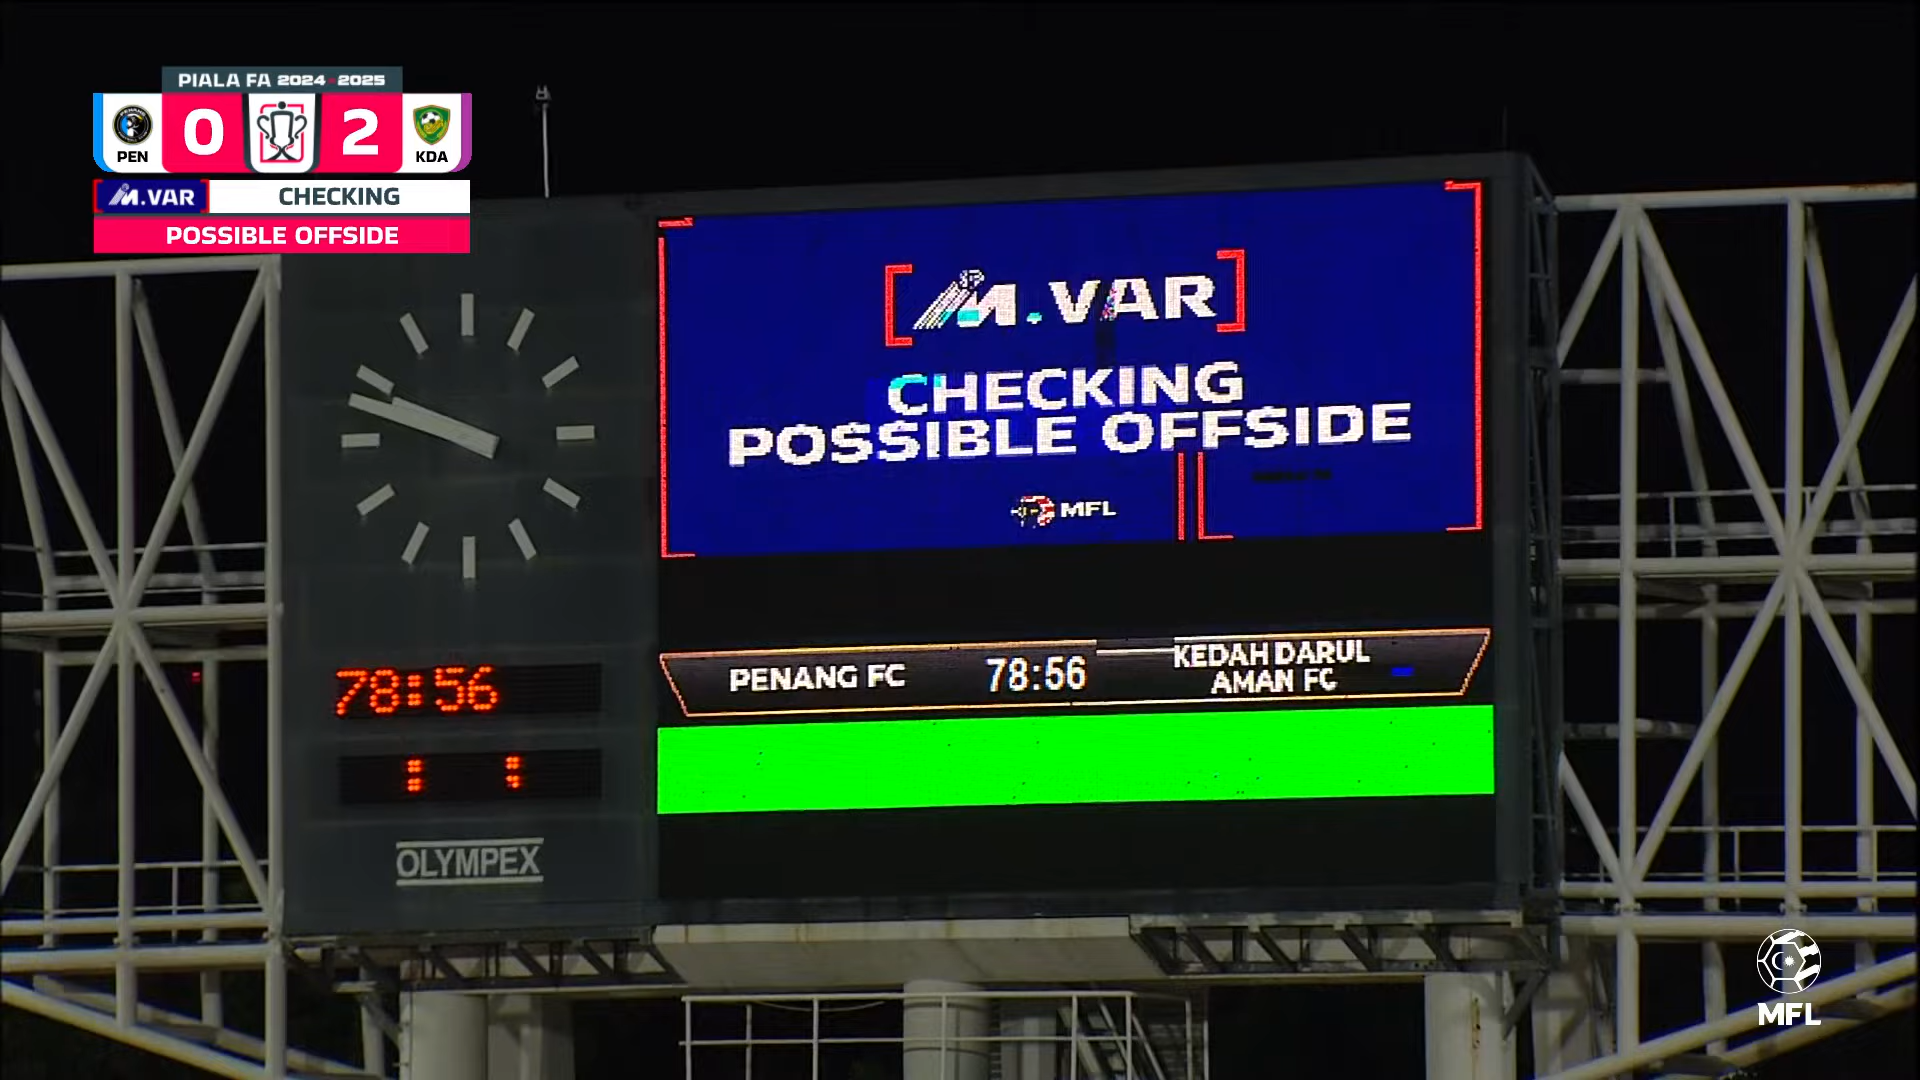 PIALA FA 2024-2025
PEN 0 2 KDA
M.VAR CHECKING
POSSIBLE OFFSIDE
M.VAR
CHECKING
POSSIBLE OFFSIDE
MFL
PENANG FC 78:56 KEDAH DARUL
AMAN FC
78:56
OLYMPEX
MFL